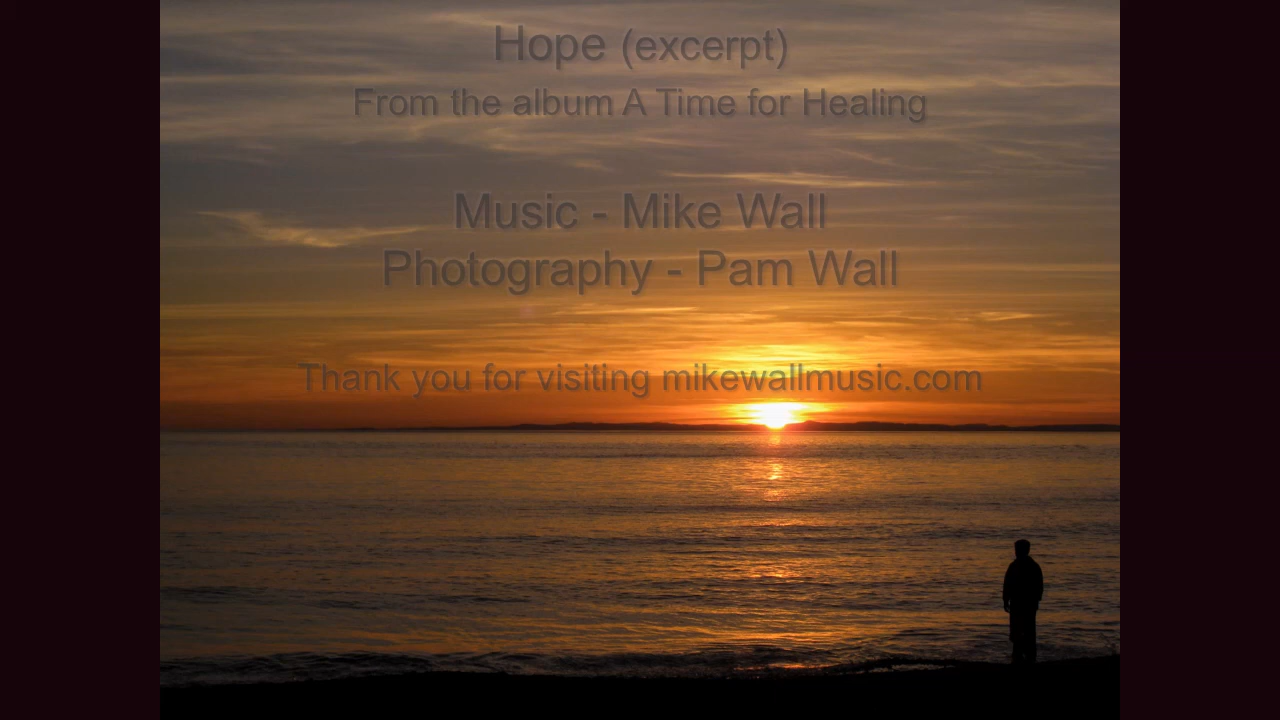 Hope (excerpt)
From the album A Time for Healing
Music - Mike Wall
Photography - Pam Wall
Thank you for visiting mikewallmusic.com